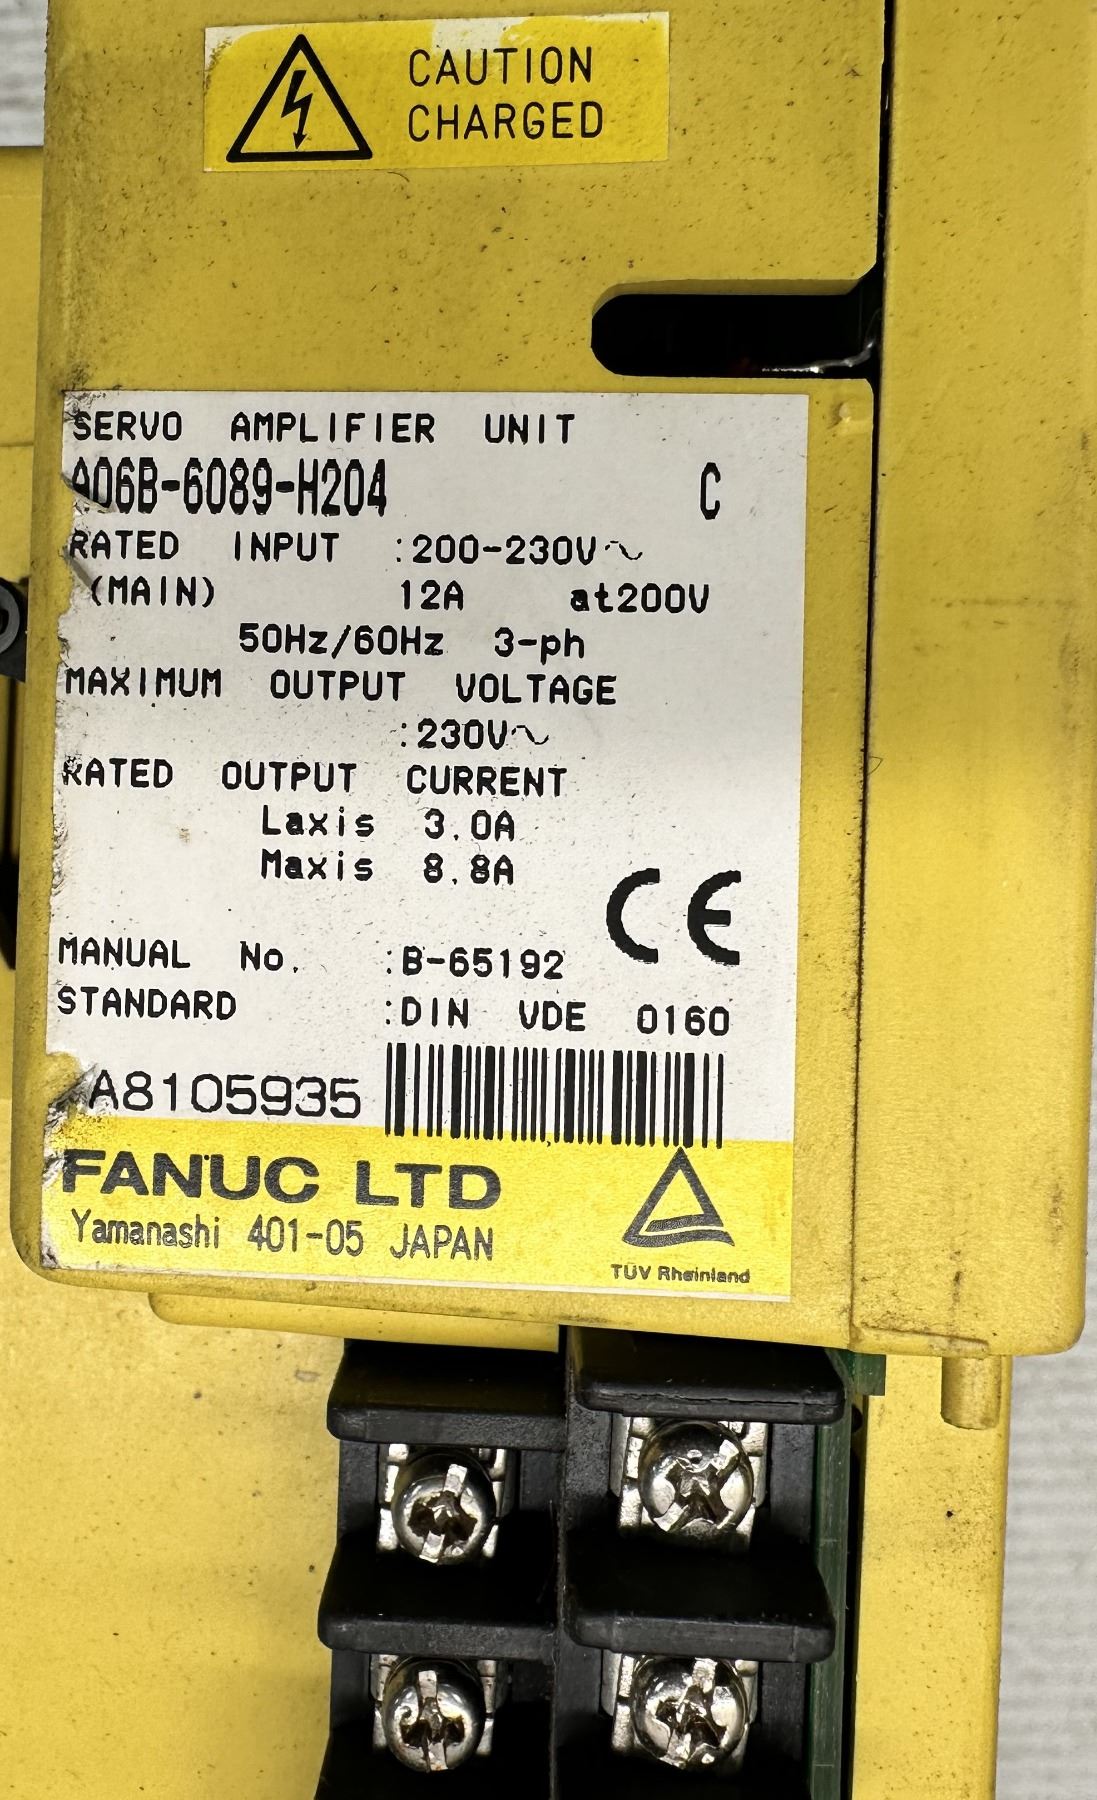 CAUTION
CHARGED
SERVO AMPLIFIER UNIT
A06B-6089-H204 C
RATED INPUT :200-230V~
(MAIN) 12A at200V
50Hz/60Hz 3-ph
MAXIMUM OUTPUT VOLTAGE
:230V~
RATED OUTPUT CURRENT
Laxis 3.0A
Maxis 8.8A
CE
MANUAL No. :B-65192
STANDARD :DIN VDE 0160
A8105935
FANUC LTD
Yamanashi 401-05 JAPAN
TÜV Rheinland